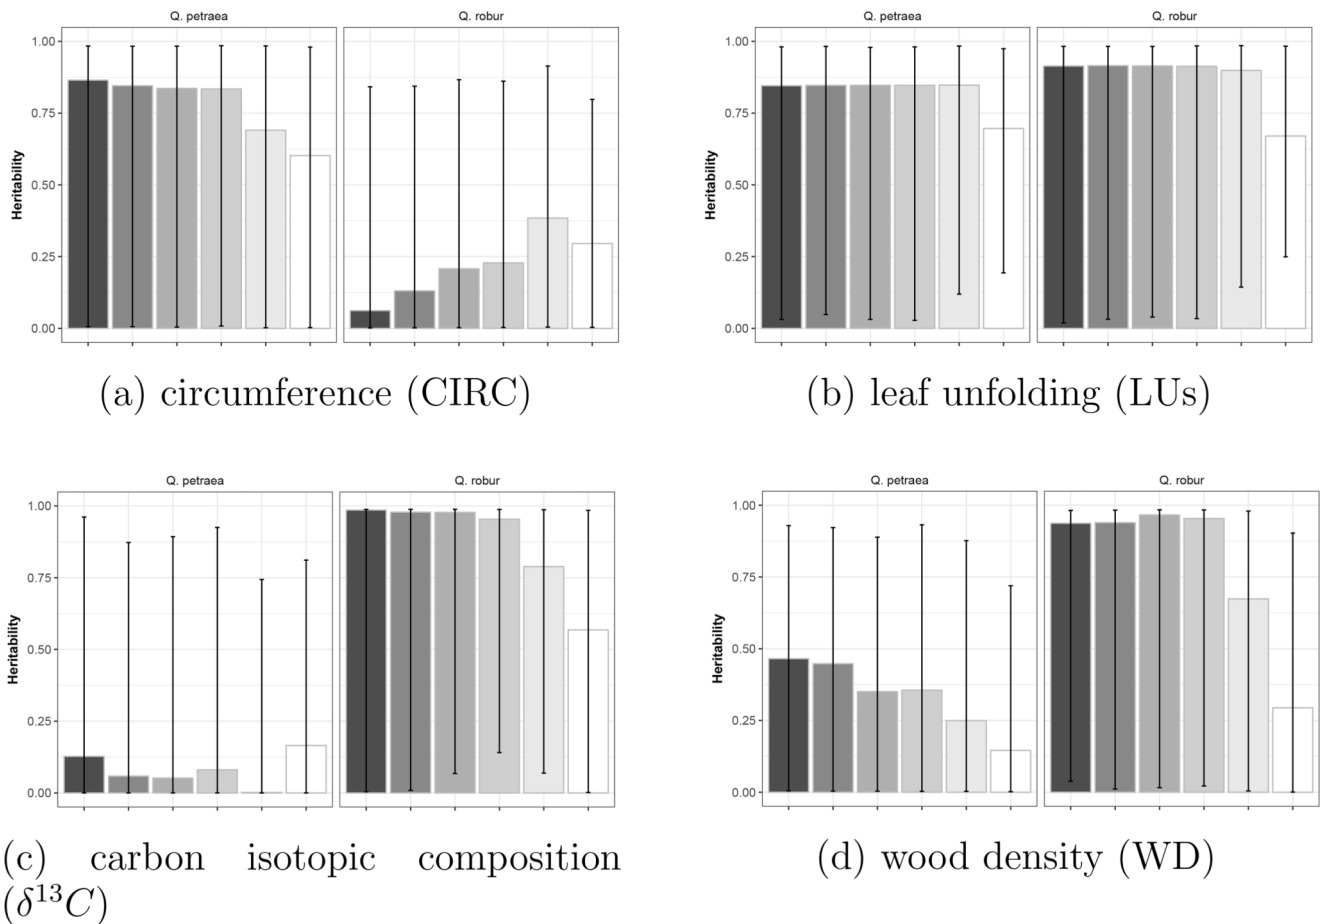 Q. petraea
Q. robur
1.00
0.75
0.50
0.25
0.00
Heritability
(a) circumference (CIRC)
Q. petraea
Q. robur
1.00
0.75
0.50
0.25
0.00
Heritability
(b) leaf unfolding (LUs)
Q. petraea
Q. robur
1.00
0.75
0.50
0.25
0.00
Heritability
(c) carbon isotopic composition
(δ¹³C)
Q. petraea
Q. robur
1.00
0.75
0.50
0.25
0.00
Heritability
(d) wood density (WD)